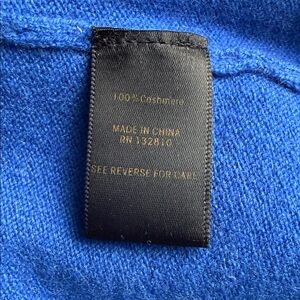 100% Cashmere
MADE IN CHINA
RN 132810
SEE REVERSE FOR CARE